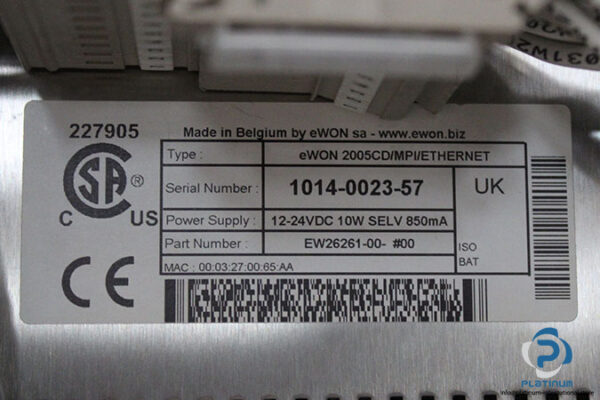 031W2
227905
Made in Belgium by eWON sa - www.ewon.biz
Type : eWON 2005CD/MPI/ETHERNET
Serial Number : 1014-0023-57 UK
Power Supply : 12-24VDC 10W SELV 850mA
Part Number : EW26261-00- #00
ISO
BAT
MAC : 00:03:27:00:65:AA
CSA ®
C US
CE
PLATINUM